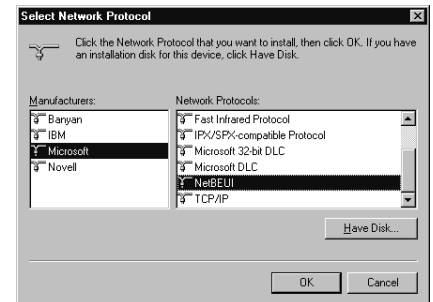 Select Network Protocol
Click the Network Protocol that you want to install, then click OK. If you have
an installation disk for this device, click Have Disk.
Manufacturers:
Banyan
IBM
Microsoft
Novell
Network Protocols:
Fast Infrared Protocol
IPX/SPX-compatible Protocol
Microsoft 32-bit DLC
Microsoft DLC
NetBEUI
TCP/IP
Have Disk...
OK
Cancel